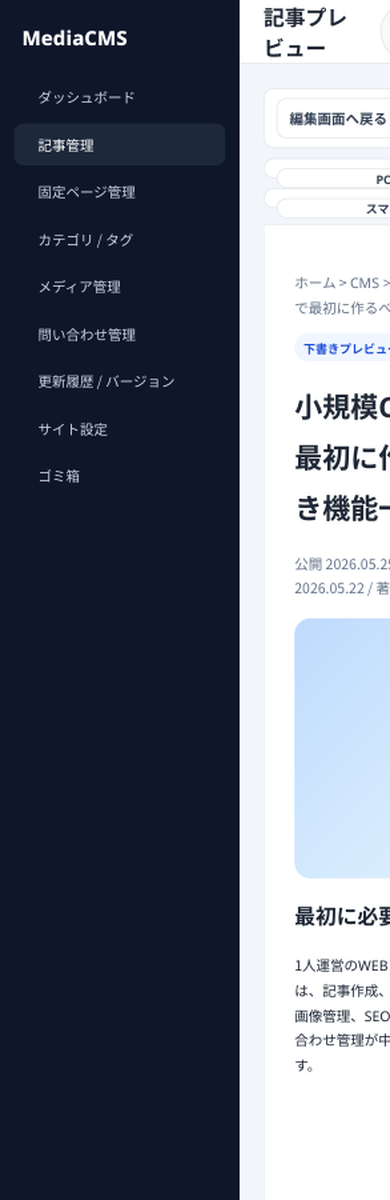 MediaCMS
ダッシュボード
記事管理
固定ページ管理
カテゴリ / タグ
メディア管理
問い合わせ管理
更新履歴 / バージョン
サイト設定
ゴミ箱
記事プレ
ビュー
編集画面へ戻る
PC
スマ
ホーム > CMS >
で最初に作るべ
下書きプレビュー
小規模C
最初に作
き機能一
公開 2026.05.25
2026.05.22 / 著
最初に必要
1人運営のWEB
は、記事作成、
画像管理、SEO
合わせ管理が中
す。